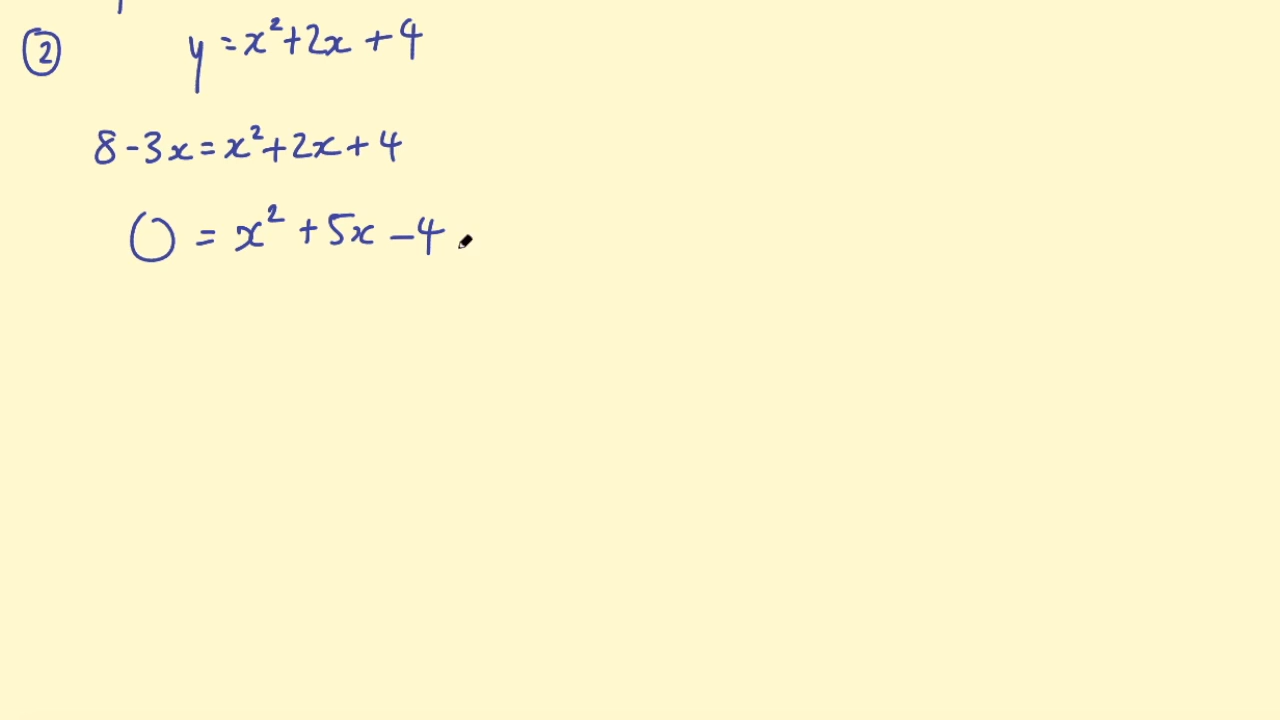 ② y = x² + 2x + 4
8 - 3x = x² + 2x + 4
0 = x² + 5x - 4